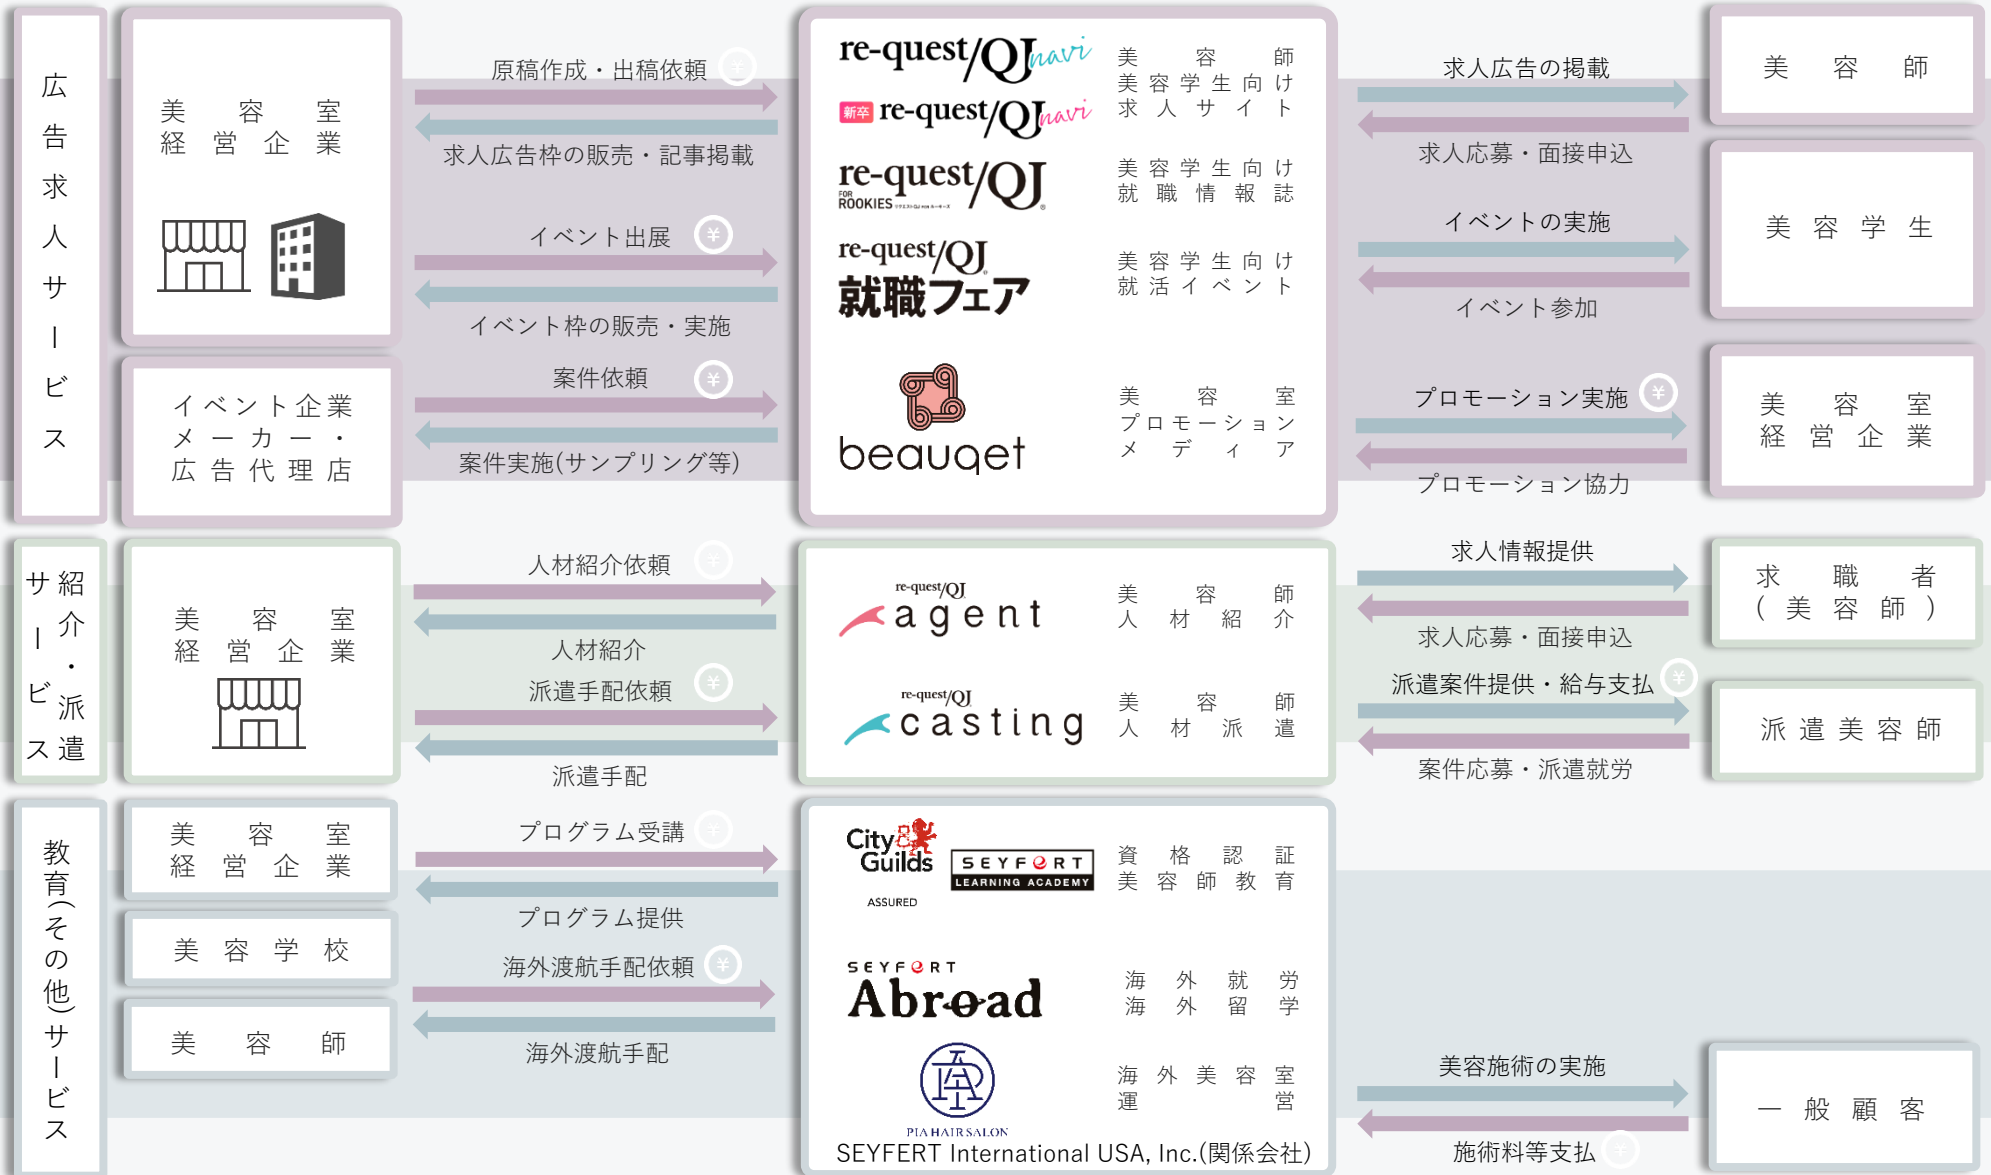 広告求人サービス
美容室
経営企業
イベント企業
メーカー・
広告代理店
原稿作成・出稿依頼 ¥
求人広告枠の販売・記事掲載
イベント出展 ¥
イベント枠の販売・実施
案件依頼 ¥
案件実施(サンプリング等)
re-quest/QJ navi
新卒 re-quest/QJ navi
美容師
美容学生向け
求人サイト
re-quest/QJ
FOR
ROOKIES
美容学生向け
就職情報誌
re-quest/QJ
就職フェア
美容学生向け
就活イベント
beauqet
美容室
プロモーション
メディア
求人広告の掲載
求人応募・面接申込
イベントの実施
イベント参加
プロモーション実施 ¥
プロモーション協力
美容師
美容学生
美容室
経営企業
紹介・派遣
サービス
美容室
経営企業
人材紹介依頼 ¥
人材紹介
派遣手配依頼 ¥
派遣手配
re-quest/QJ
agent
美容師
人材紹介
re-quest/QJ
casting
美容師
人材派遣
求人情報提供
求人応募・面接申込
派遣案件提供・給与支払 ¥
案件応募・派遣就労
求職者
(美容師)
派遣美容師
教育(その他)サービス
美容室
経営企業
美容学校
美容師
プログラム受講 ¥
プログラム提供
海外渡航手配依頼 ¥
海外渡航手配
City
Guilds
ASSURED
SEYFERT
LEARNING ACADEMY
資格認証
美容師教育
SEYFERT
Abroad
海外就労
海外留学
PIA HAIR SALON
海外美容室
運営
SEYFERT International USA, Inc.(関係会社)
美容施術の実施
施術料等支払 ¥
一般顧客